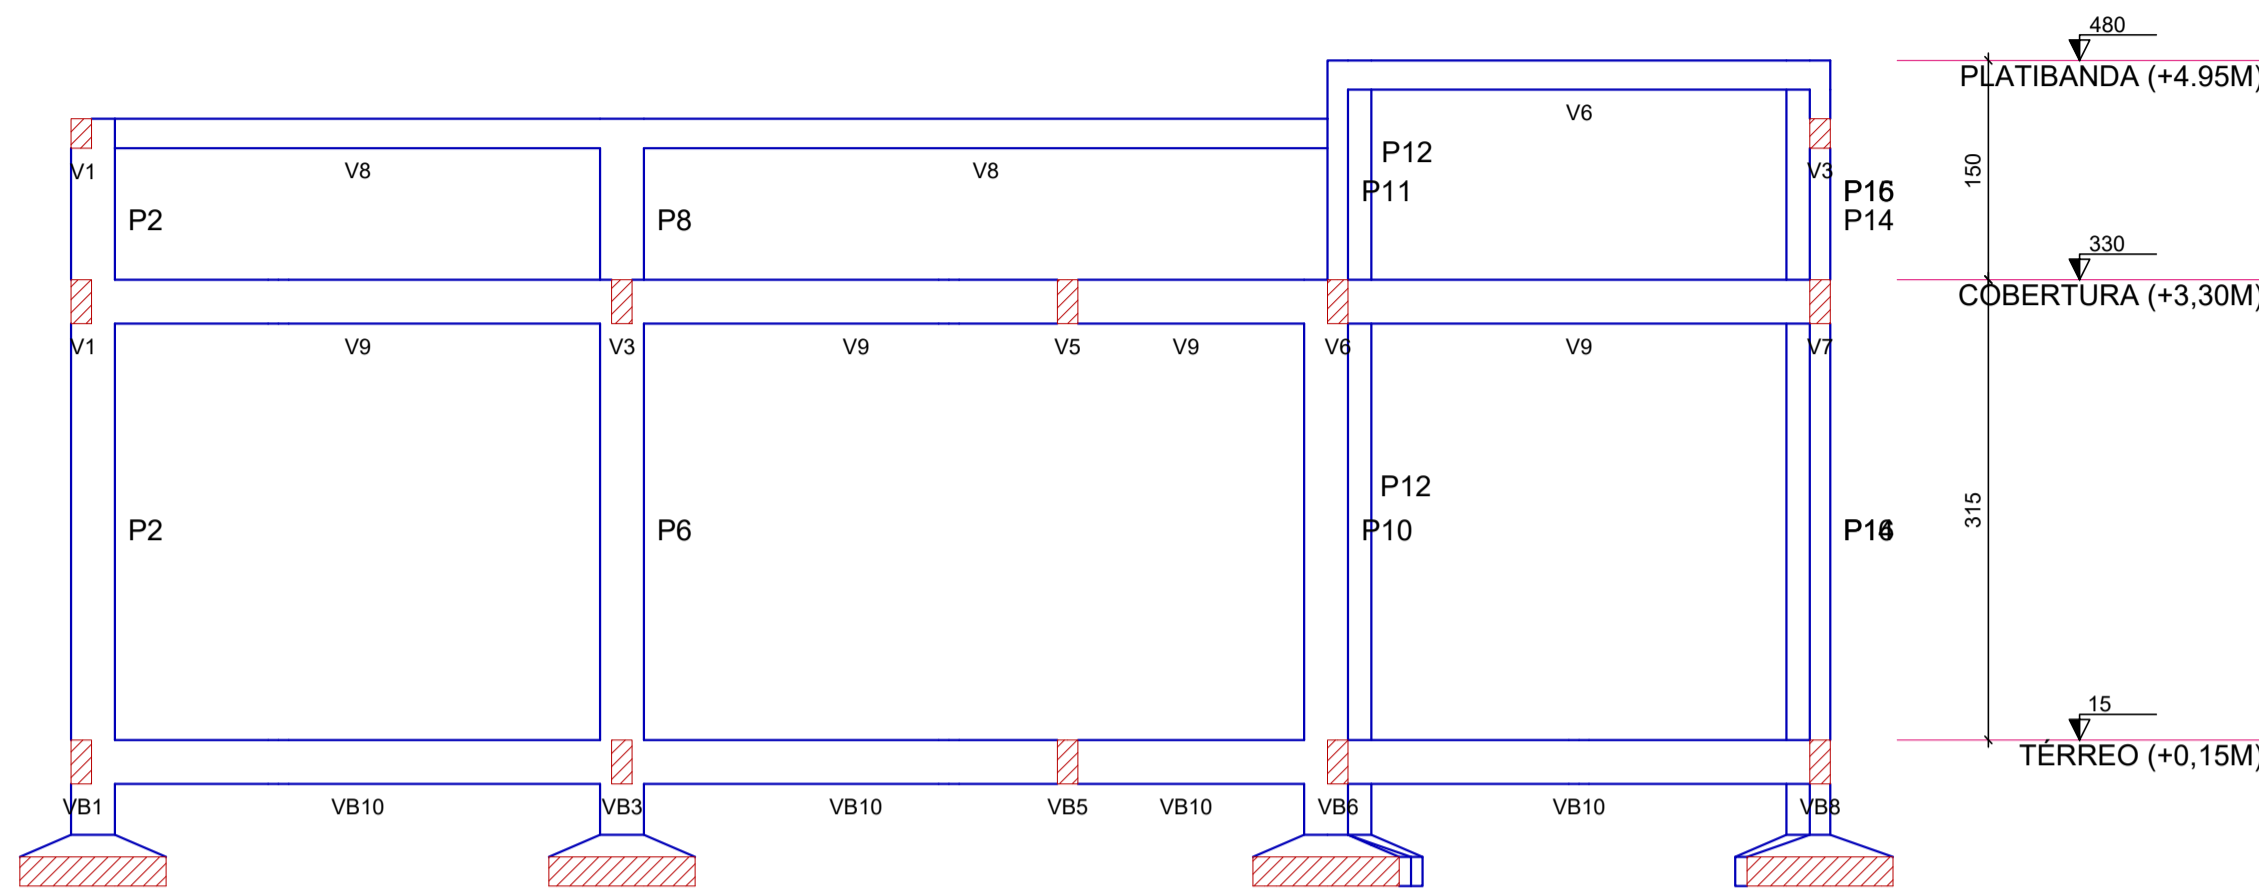 480
PLATIBANDA (+4.95M)
V6
P12
V1
V8
V8
V3
150
P11
P2
P8
P14
330
COBERTURA (+3,30M)
V1
V9
V3
V9
V5
V9
V6
V9
V7
P12
315
P2
P6
P10
15
TÉRREO (+0,15M)
VB1
VB10
VB3
VB10
VB5
VB10
VB6
VB10
VB8